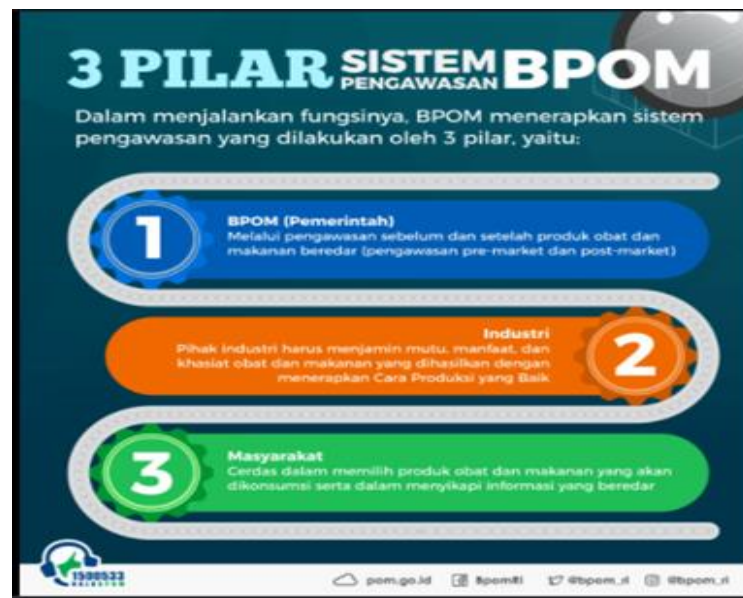 3 PILAR SISTEM PENGAWASAN BPOM
Dalam menjalankan fungsinya, BPOM menerapkan sistem
pengawasan yang dilakukan oleh 3 pilar, yaitu:
1
BPOM (Pemerintah)
Melalui pengawasan sebelum dan setelah produk obat dan
makanan beredar (pengawasan pre-market dan post-market)
2
Industri
Pihak industri harus menjamin mutu, manfaat, dan
khasiat obat dan makanan yang dihasilkan dengan
menerapkan Cara Produksi yang Baik
3
Masyarakat
Cerdas dalam memilih produk obat dan makanan yang akan
dikonsumsi serta dalam menyikapi informasi yang beredar
1500533
HALOBPOM
pom.go.id BpomRI @bpom_ri @bpom_ri